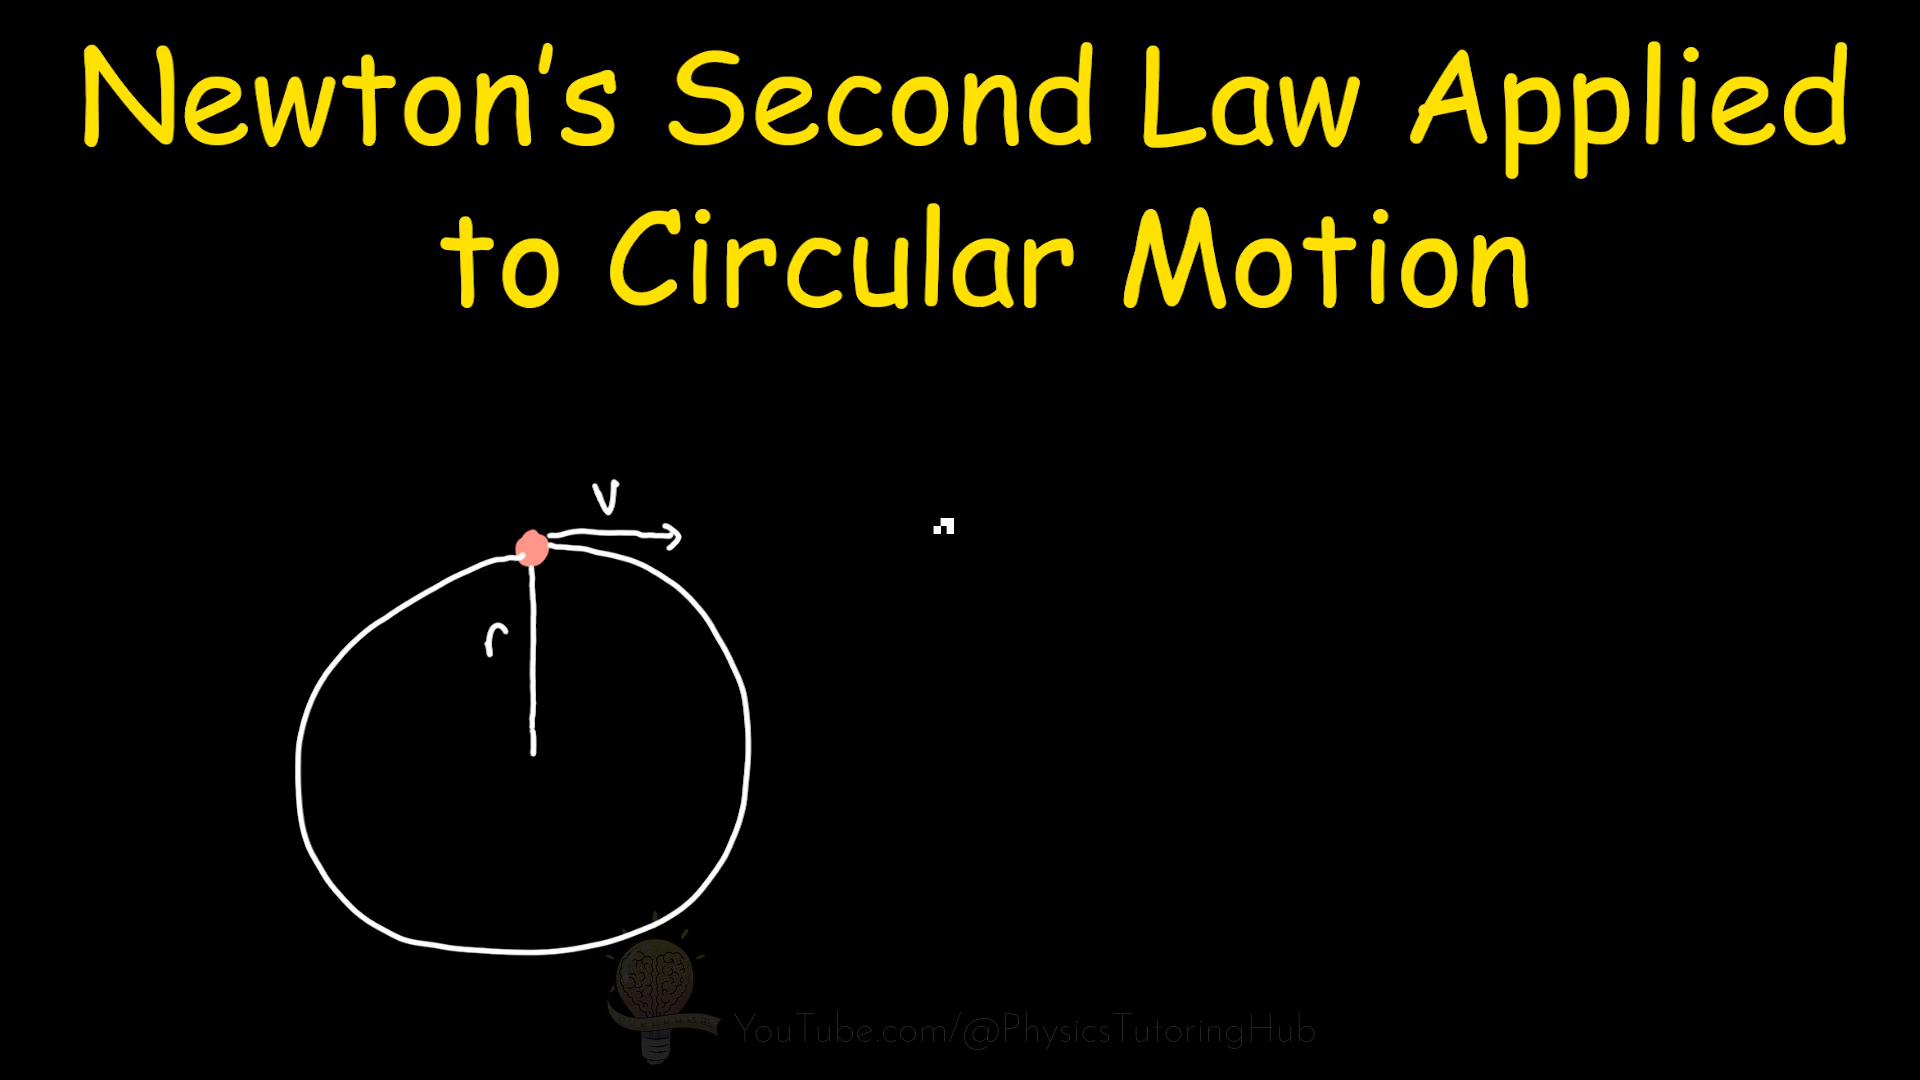 Newton's Second Law Applied
to Circular Motion
v
r
YouTube.com/@PhysicsTutoringHub